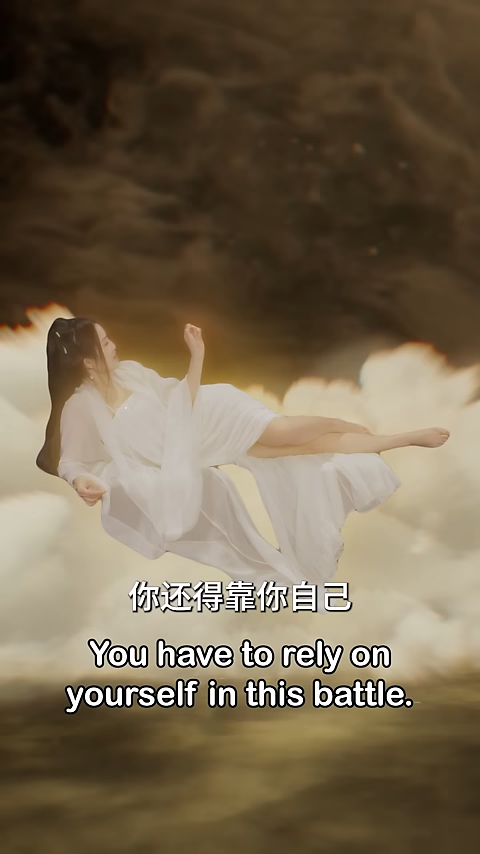 你还得靠你自己
You have to rely on
yourself in this battle.